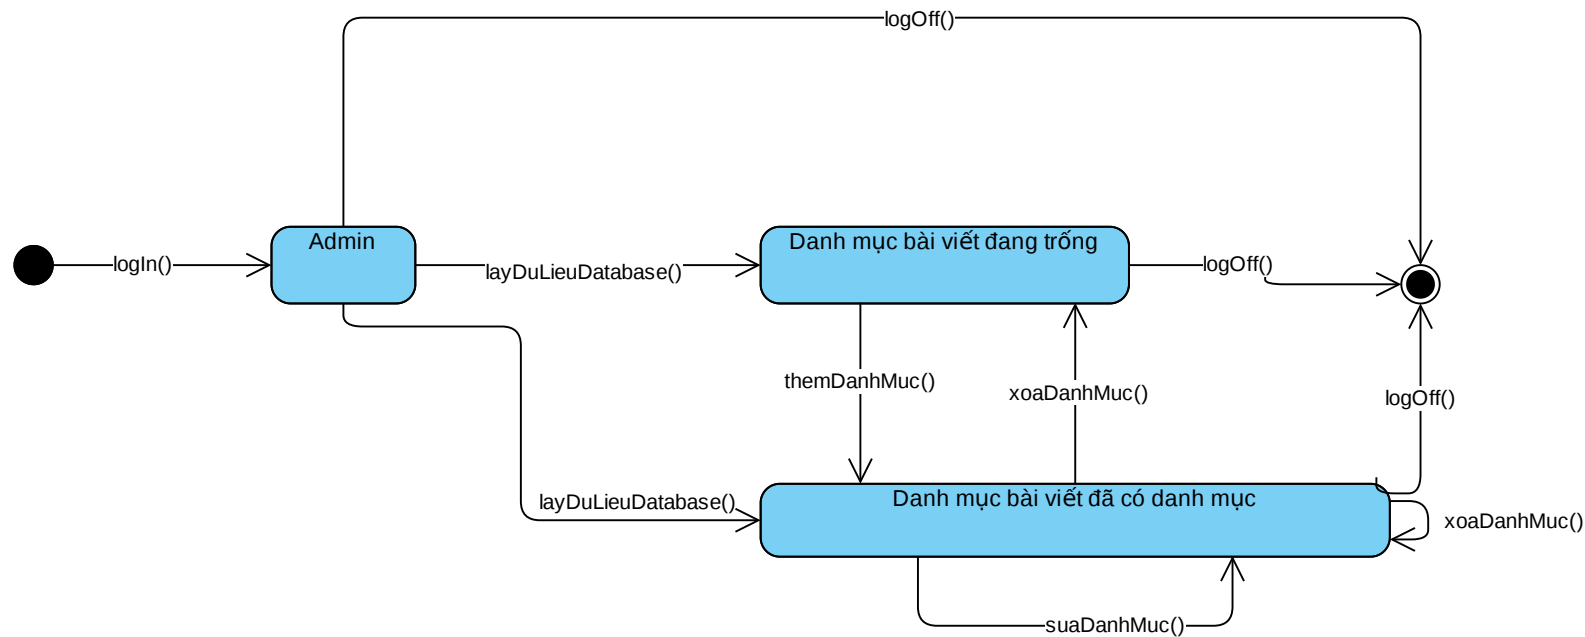 logOff()
Admin
Danh mục bài viết đang trống
logIn()
layDuLieuDatabase()
logOff()
themDanhMuc()
xoaDanhMuc()
logOff()
layDuLieuDatabase()
Danh mục bài viết đã có danh mục
xoaDanhMuc()
suaDanhMuc()